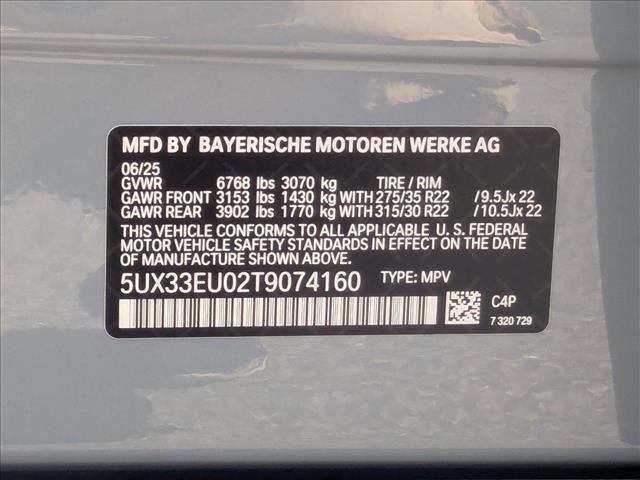 MFD BY BAYERISCHE MOTOREN WERKE AG
06/25
GVWR 6768 lbs 3070 kg TIRE / RIM
GAWR FRONT 3153 lbs 1430 kg WITH 275/35 R22 /9.5Jx 22
GAWR REAR 3902 lbs 1770 kg WITH 315/30 R22 /10.5Jx 22
THIS VEHICLE CONFORMS TO ALL APPLICABLE U. S. FEDERAL
MOTOR VEHICLE SAFETY STANDARDS IN EFFECT ON THE DATE OF
MANUFACTURE SHOWN ABOVE.
5UX33EU02T9074160 TYPE: MPV
C4P
7 320 729